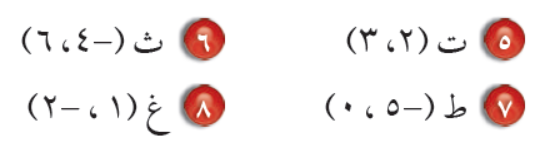 ٥ ت (٢، ٣) ٦ ث (–٤، ٦)
٧ ط (–٥، ٠) ٨ غ (١، –٢)